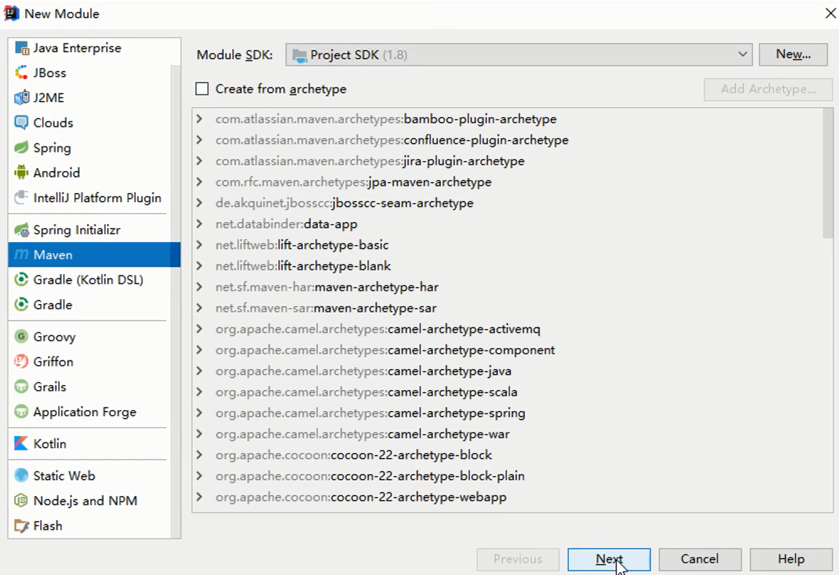 New Module
Java Enterprise
JBoss
J2ME
Clouds
Spring
Android
IntelliJ Platform Plugin
Spring Initializr
Maven
Gradle (Kotlin DSL)
Gradle
Groovy
Griffon
Grails
Application Forge
Kotlin
Static Web
Node.js and NPM
Flash
Module SDK: Project SDK (1.8) New...
Create from archetype Add Archetype...
com.atlassian.maven.archetypes:bamboo-plugin-archetype
com.atlassian.maven.archetypes:confluence-plugin-archetype
com.atlassian.maven.archetypes:jira-plugin-archetype
com.rfc.maven.archetypes:jpa-maven-archetype
de.akquinet.jbosscc:jbosscc-seam-archetype
net.databinder:data-app
net.liftweb:lift-archetype-basic
net.liftweb:lift-archetype-blank
net.sf.maven-har:maven-archetype-har
net.sf.maven-sar:maven-archetype-sar
org.apache.camel.archetypes:camel-archetype-activemq
org.apache.camel.archetypes:camel-archetype-component
org.apache.camel.archetypes:camel-archetype-java
org.apache.camel.archetypes:camel-archetype-scala
org.apache.camel.archetypes:camel-archetype-spring
org.apache.camel.archetypes:camel-archetype-war
org.apache.cocoon:cocoon-22-archetype-block
org.apache.cocoon:cocoon-22-archetype-block-plain
org.apache.cocoon:cocoon-22-archetype-webapp
Previous Next Cancel Help